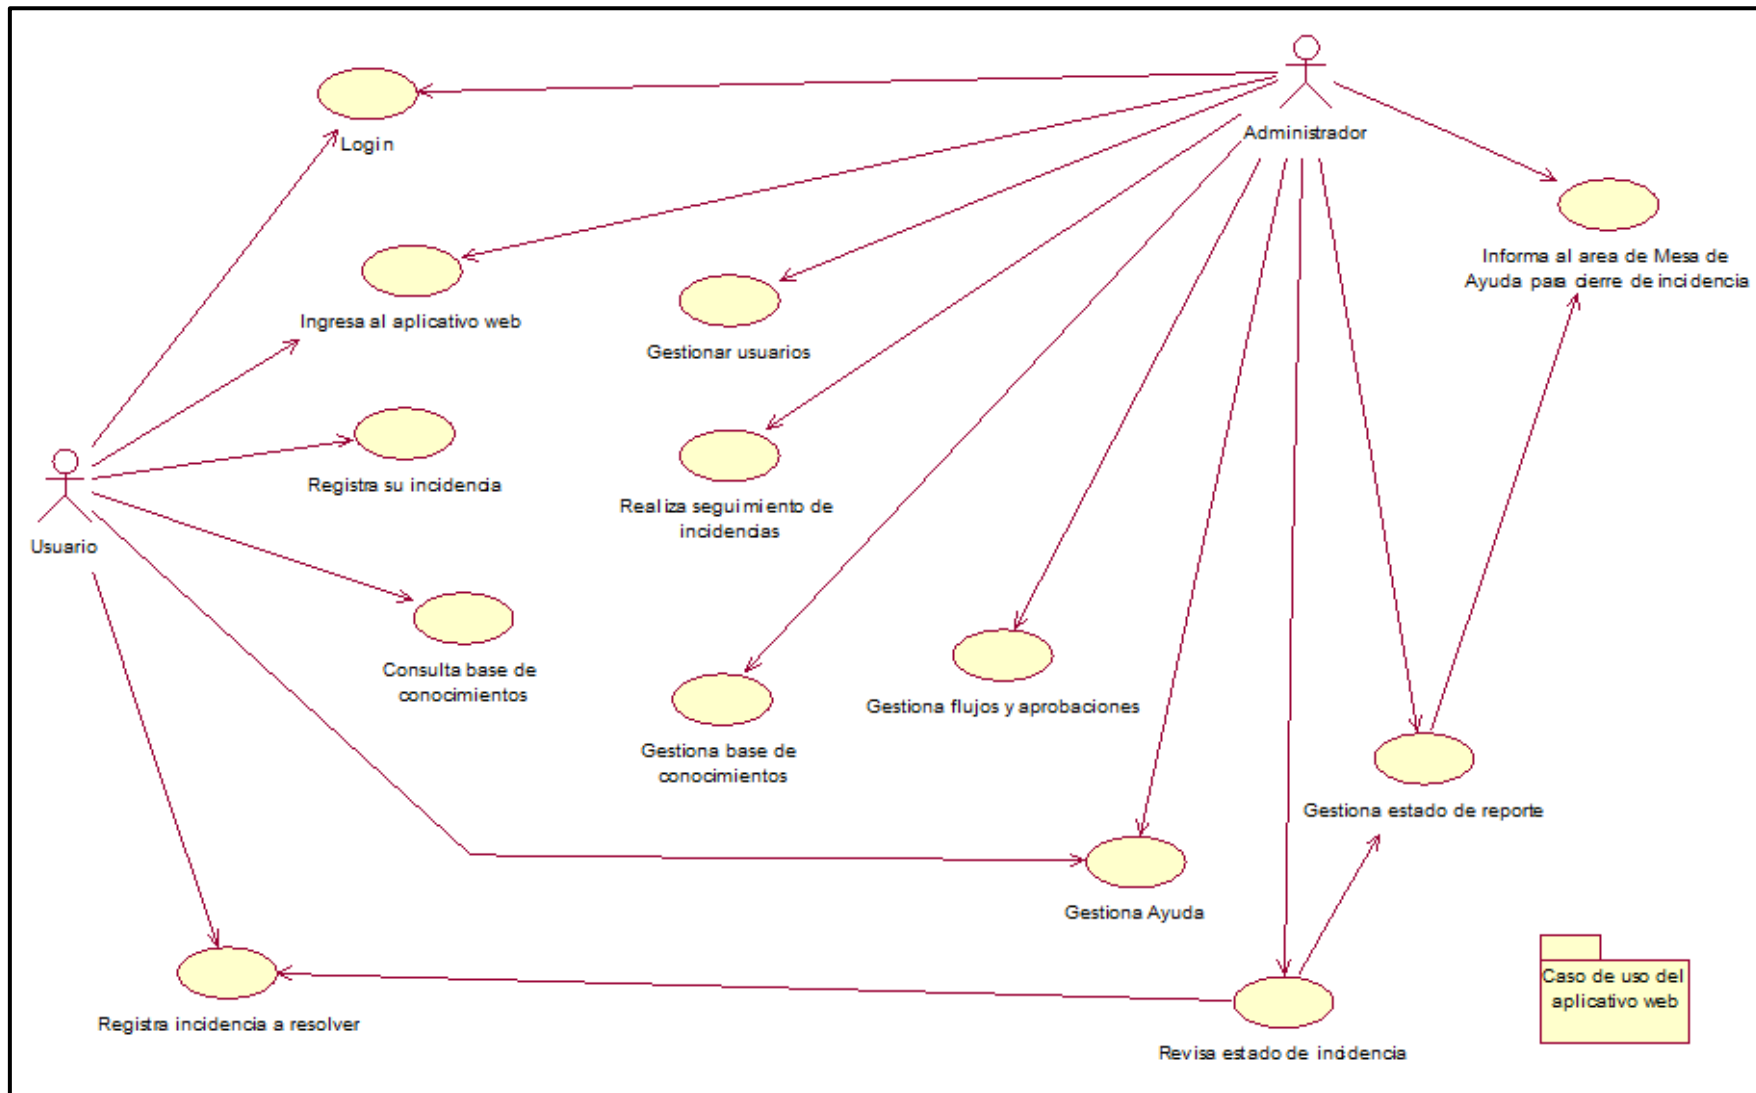 Administrador
Login
Informa al area de Mesa de
Ayuda para cierre de incidencia
Ingresa al aplicativo web
Gestionar usuarios
Registra su incidencia
Realiza seguimiento de
incidencias
Usuario
Consulta base de
conocimientos
Gestiona flujos y aprobaciones
Gestiona base de
conocimientos
Gestiona estado de reporte
Gestiona Ayuda
Caso de uso del
aplicativo web
Registra incidencia a resolver
Revisa estado de incidencia